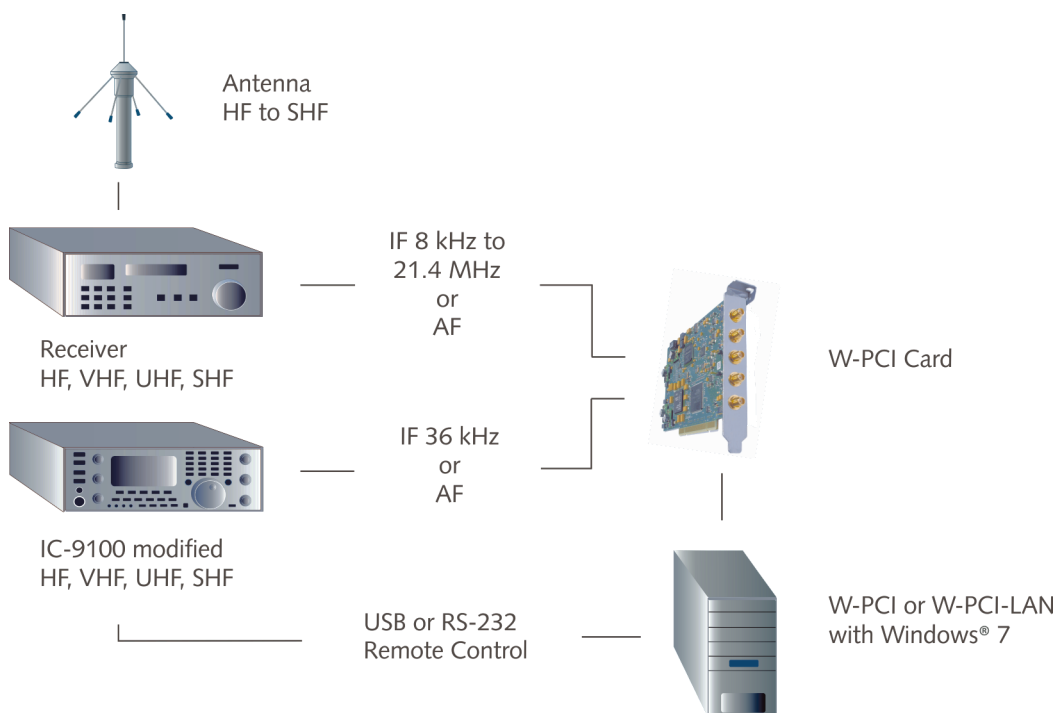 Antenna
HF to SHF
IF 8 kHz to
21.4 MHz
or
AF
Receiver
HF, VHF, UHF, SHF
W-PCI Card
IF 36 kHz
or
AF
IC-9100 modified
HF, VHF, UHF, SHF
USB or RS-232
Remote Control
W-PCI or W-PCI-LAN
with Windows® 7